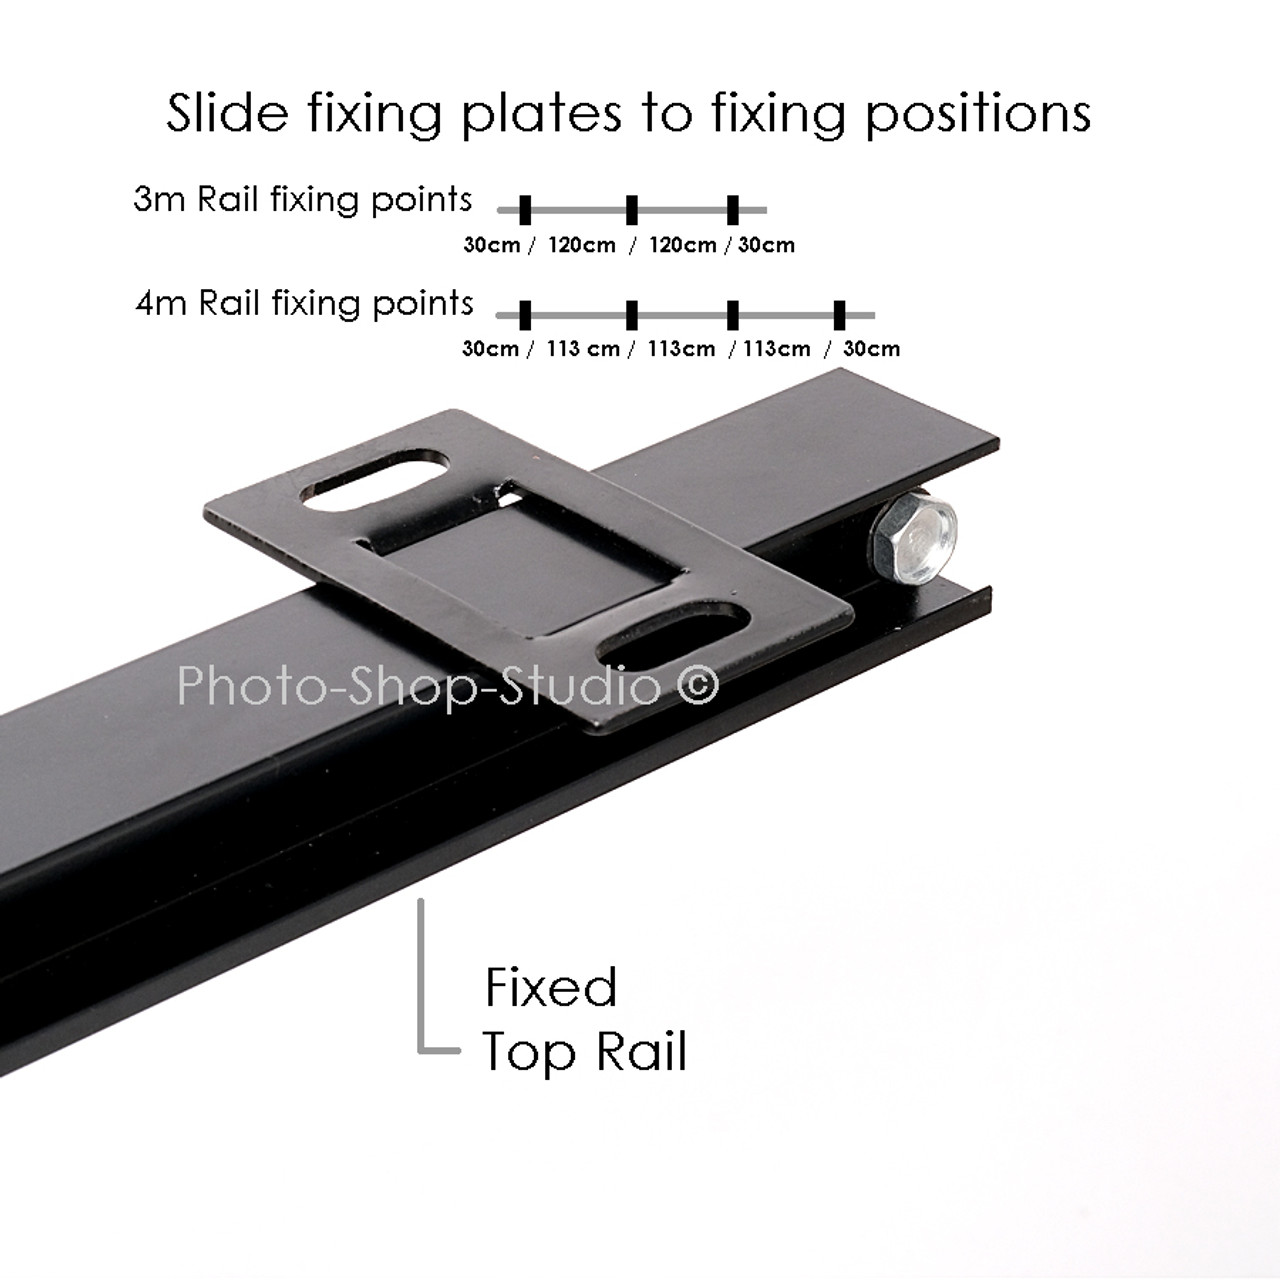 Slide fixing plates to fixing positions
3m Rail fixing points
30cm / 120cm / 120cm / 30cm
4m Rail fixing points
30cm / 113 cm / 113cm / 113cm / 30cm
Photo-Shop-Studio ©
Fixed
Top Rail